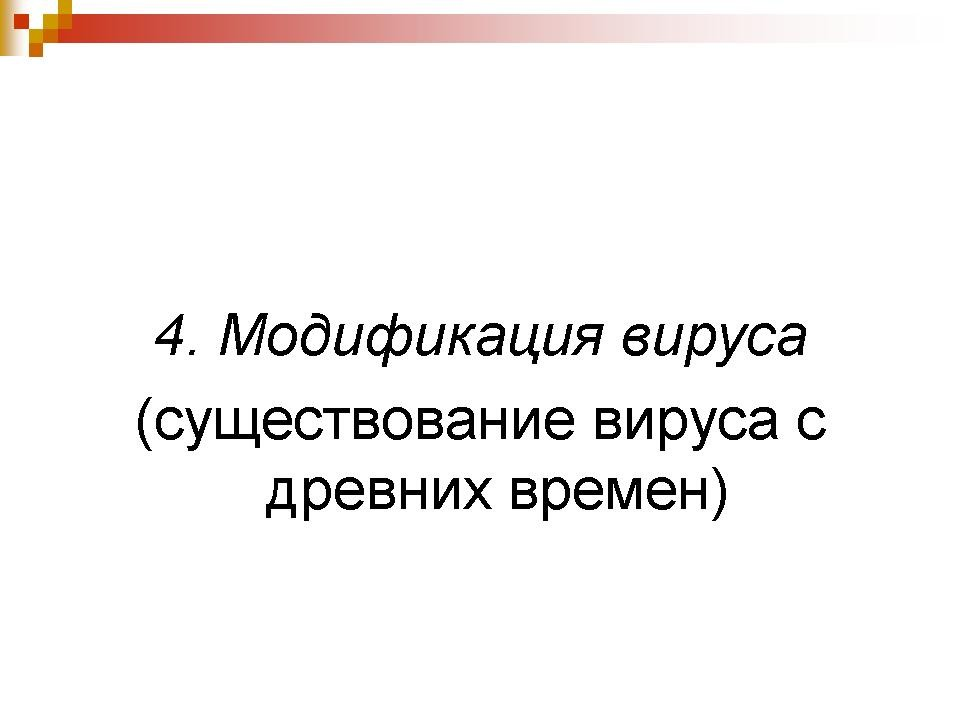 4. Модификация вируса
(существование вируса с
древних времен)